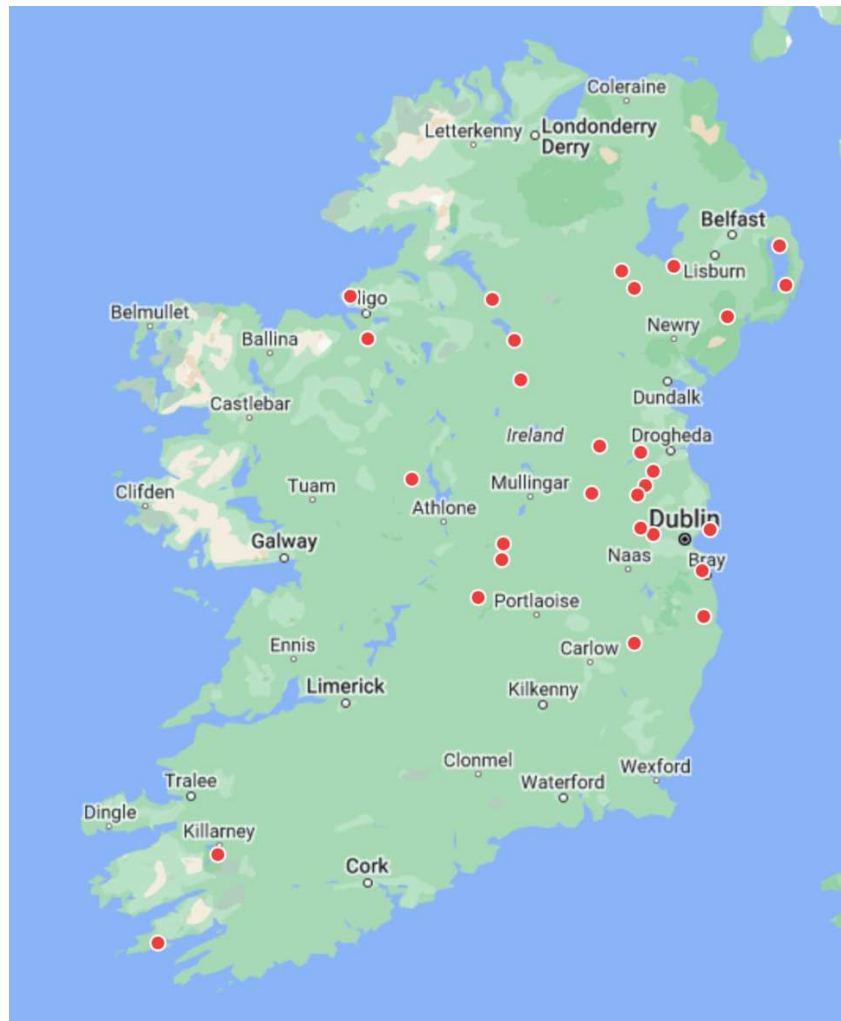 Coleraine
Letterkenny
Londonderry
Derry
Belfast
Lisburn
ligo
Belmullet
Ballina
Newry
Castlebar
Dundalk
Ireland
Drogheda
Clifden
Tuam
Mullingar
Athlone
Dublin
Galway
Naas
Bray
Portlaoise
Ennis
Carlow
Limerick
Kilkenny
Clonmel
Wexford
Tralee
Waterford
Dingle
Killarney
Cork